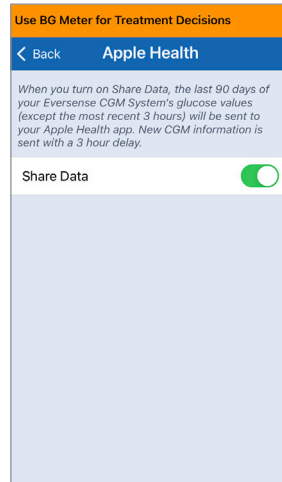 Use BG Meter for Treatment Decisions
Back Apple Health
When you turn on Share Data, the last 90 days of
your Eversense CGM System's glucose values
(except the most recent 3 hours) will be sent to
your Apple Health app. New CGM information is
sent with a 3 hour delay.
Share Data